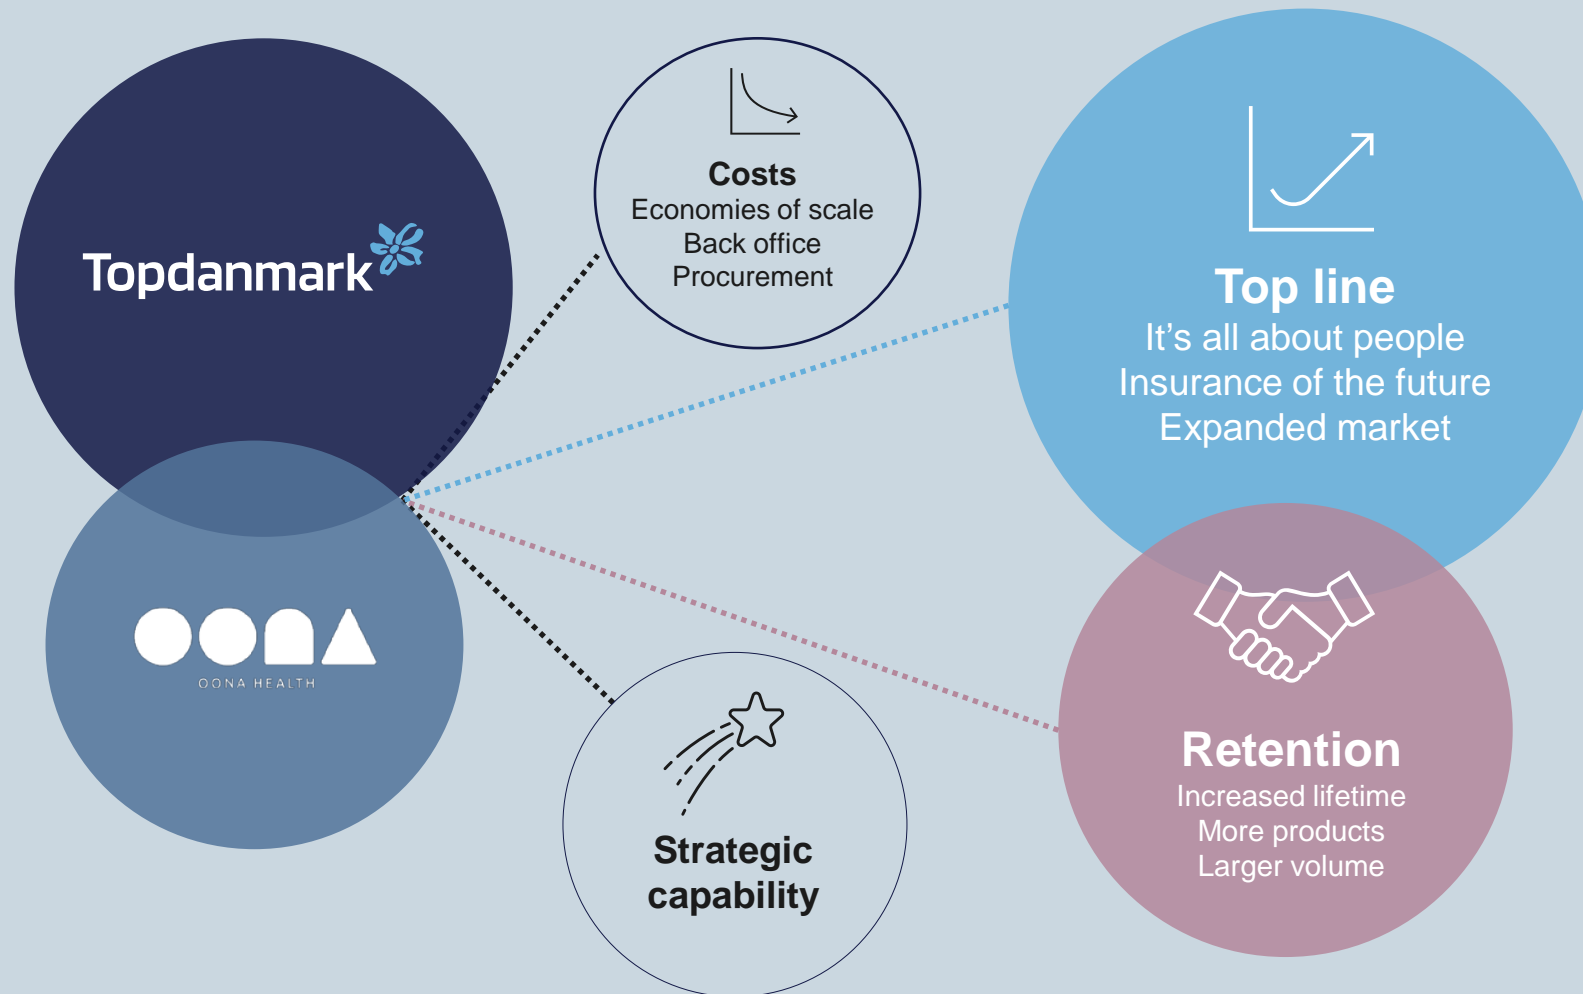 Topdanmark
OONA
OONA HEALTH
Costs
Economies of scale
Back office
Procurement
Strategic
capability
Top line
It's all about people
Insurance of the future
Expanded market
Retention
Increased lifetime
More products
Larger volume